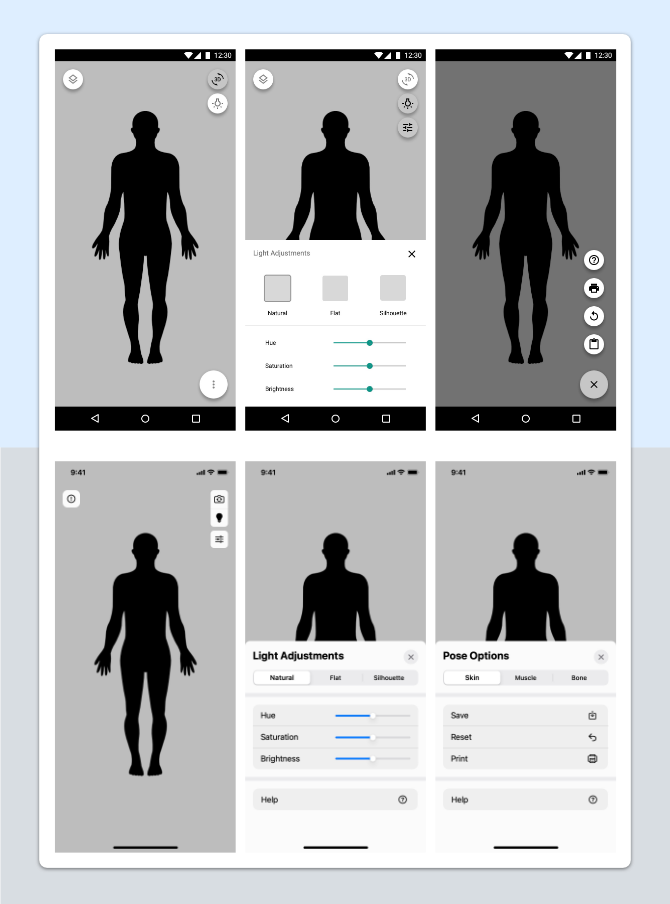 12:30
3D
12:30
3D
Light Adjustments
Natural
Flat
Silhouette
Hue
Saturation
Brightness
12:30
9:41
9:41
Light Adjustments
Natural
Flat
Silhouette
Hue
Saturation
Brightness
Help
9:41
Pose Options
Skin
Muscle
Bone
Save
Reset
Print
Help